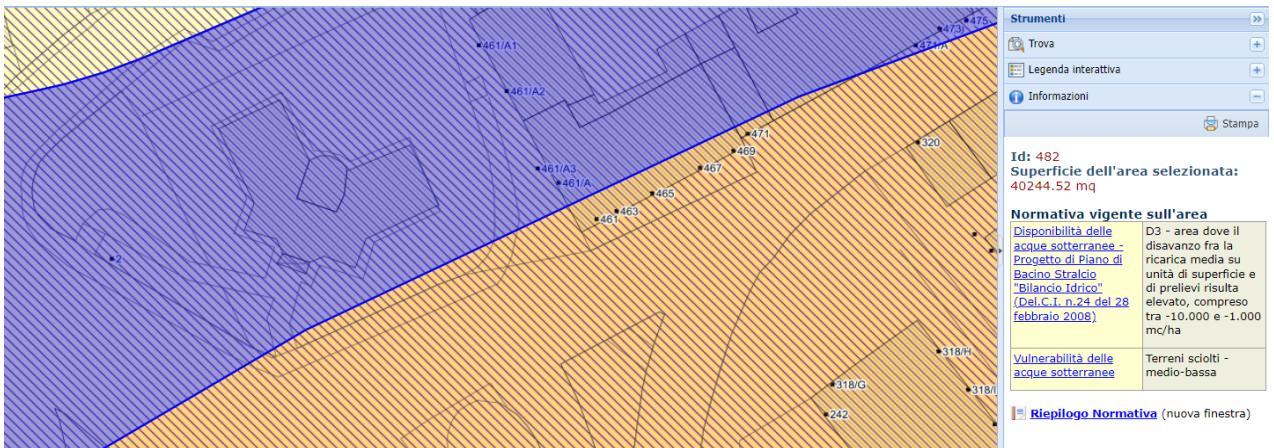 475
473
471/A
461/A1
461/A2
471
469
320
461/A3
467
461/A
465
463
461
2
318/H
318/G
318/I
242
Strumenti
Trova
Legenda interattiva
Informazioni
Stampa
Id: 482
Superficie dell'area selezionata:
40244.52 mq
Normativa vigente sull'area
Disponibilità delle
acque sotterranee -
Progetto di Piano di
Bacino Stralcio
"Bilancio Idrico"
(Del.C.I. n.24 del 28
febbraio 2008)
D3 - area dove il
disavanzo fra la
ricarica media su
unità di superficie e
di prelievi risulta
elevato, compreso
tra -10.000 e -1.000
mc/ha
Vulnerabilità delle
acque sotterranee
Terreni sciolti -
medio-bassa
Riepilogo Normativa (nuova finestra)